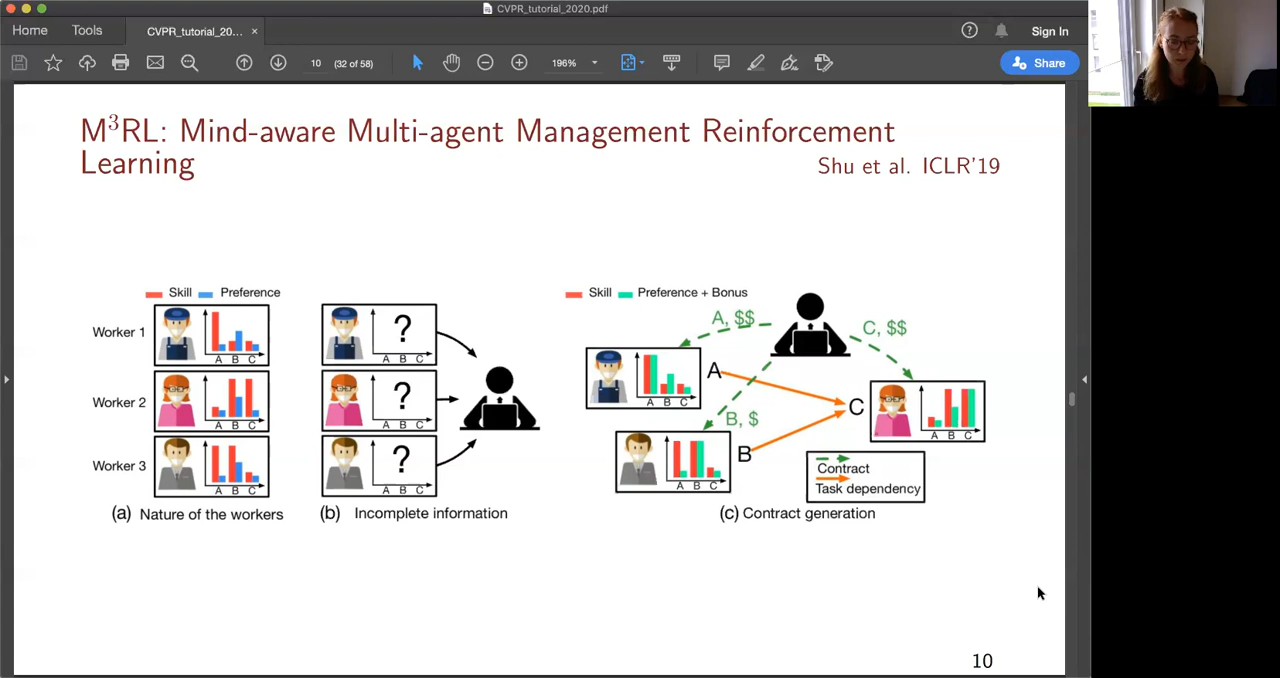 CVPR_tutorial_2020.pdf
Home
Tools
CVPR_tutorial_20... ×
Sign In
10 (32 of 58)
196%
Share
M³RL: Mind-aware Multi-agent Management Reinforcement
Learning
Shu et al. ICLR'19
Skill Preference
Worker 1
A B C
Worker 2
A B C
Worker 3
A B C
(a) Nature of the workers
?
A B C
?
A B C
?
A B C
(b) Incomplete information
Skill Preference + Bonus
A, $$
C, $$
A B C
A
C
A B C
B, $
A B C
B
Contract
Task dependency
(c) Contract generation
10